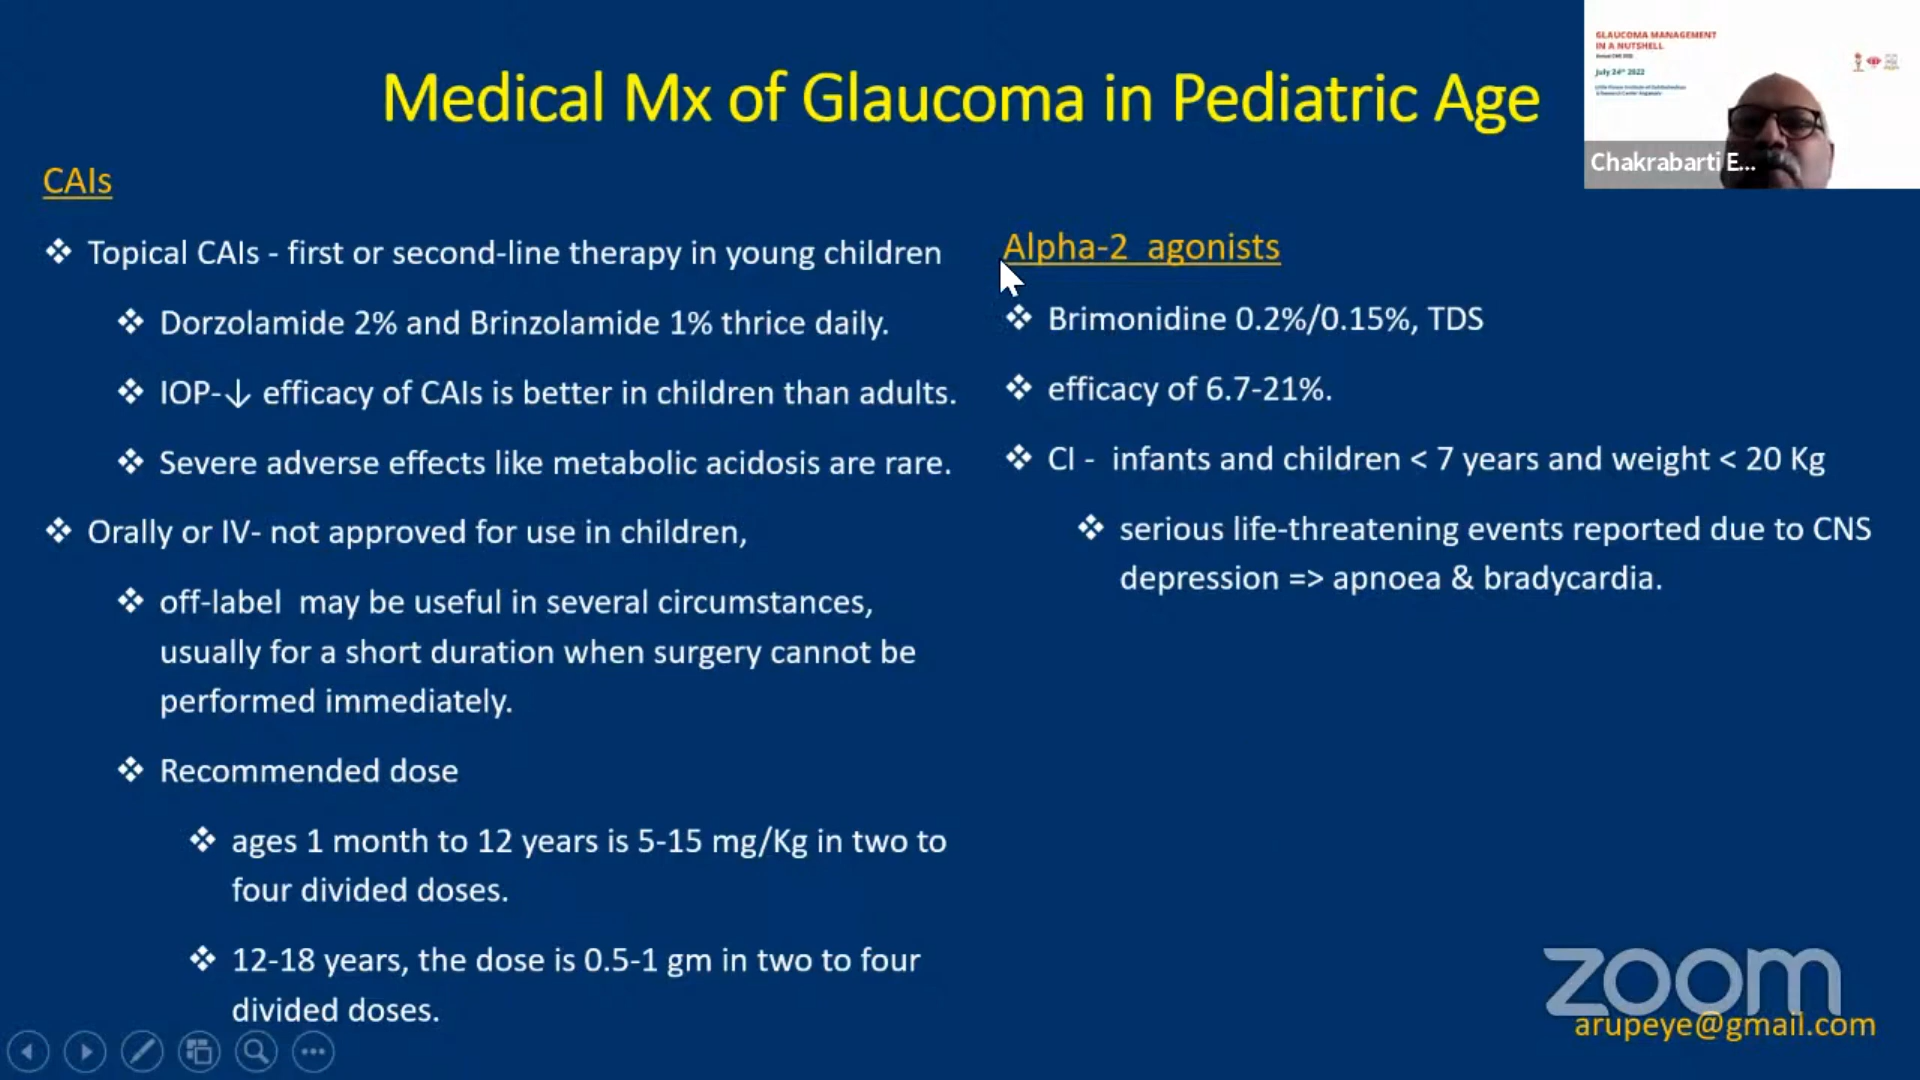 Medical Mx of Glaucoma in Pediatric Age
GLAUCOMA MANAGEMENT
IN A NUTSHELL
July 24th 2022
Chakrabarti E...
CAIs
❖ Topical CAIs - first or second-line therapy in young children
❖ Dorzolamide 2% and Brinzolamide 1% thrice daily.
❖ IOP-↓ efficacy of CAIs is better in children than adults.
❖ Severe adverse effects like metabolic acidosis are rare.
❖ Orally or IV- not approved for use in children,
❖ off-label may be useful in several circumstances,
usually for a short duration when surgery cannot be
performed immediately.
❖ Recommended dose
❖ ages 1 month to 12 years is 5-15 mg/Kg in two to
four divided doses.
❖ 12-18 years, the dose is 0.5-1 gm in two to four
divided doses.
Alpha-2 agonists
❖ Brimonidine 0.2%/0.15%, TDS
❖ efficacy of 6.7-21%.
❖ CI - infants and children < 7 years and weight < 20 Kg
❖ serious life-threatening events reported due to CNS
depression => apnoea & bradycardia.
zoom
arupeye@gmail.com